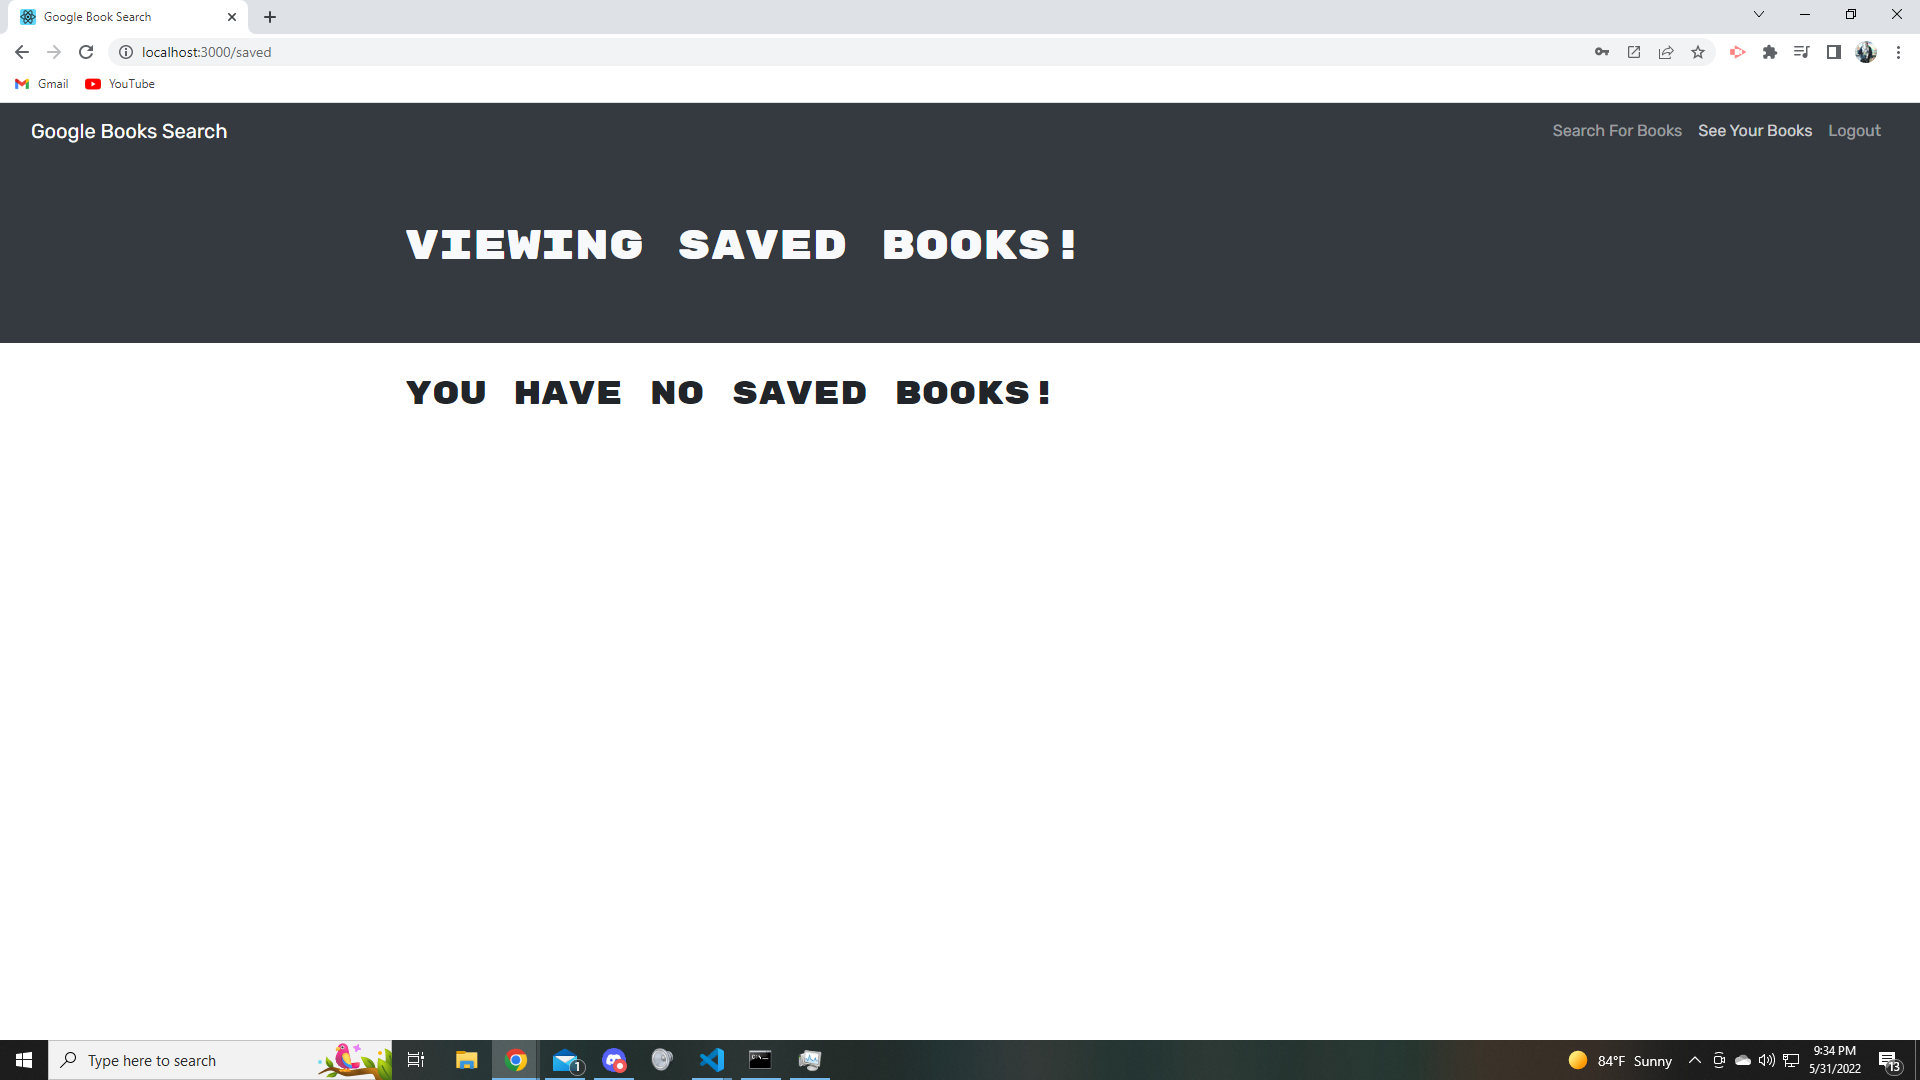 Google Book Search
localhost:3000/saved
Gmail YouTube
Google Books Search Search For Books See Your Books Logout
VIEWING SAVED BOOKS!
YOU HAVE NO SAVED BOOKS!
Type here to search 1 84°F Sunny 9:34 PM
5/31/2022 13